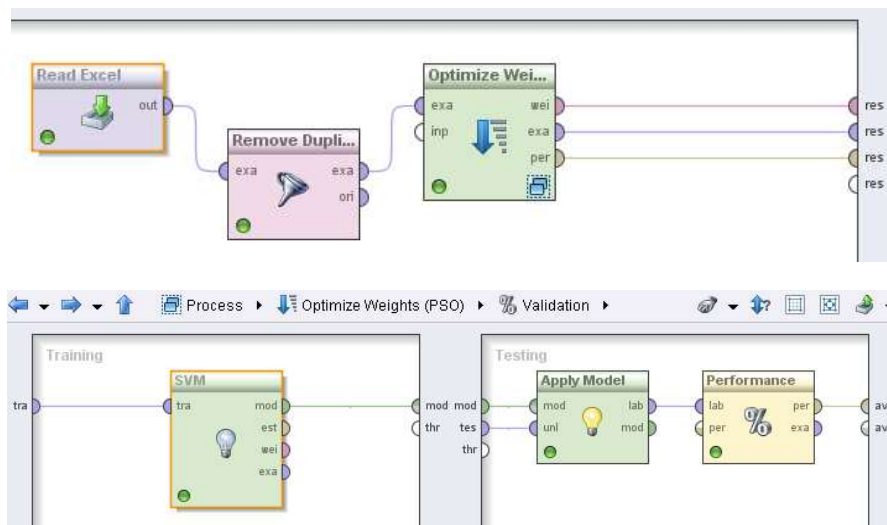 Read Excel
out
Remove Dupli...
exa
exa
ori
Optimize Wei...
exa
wei
inp
exa
per
res
res
res
res
Process
Optimize Weights (PSO)
Validation
Training
tra
SVM
tra
mod
est
wei
exa
mod
thr
Testing
mod
tes
thr
Apply Model
mod
lab
unl
mod
Performance
lab
per
per
exa
av
av